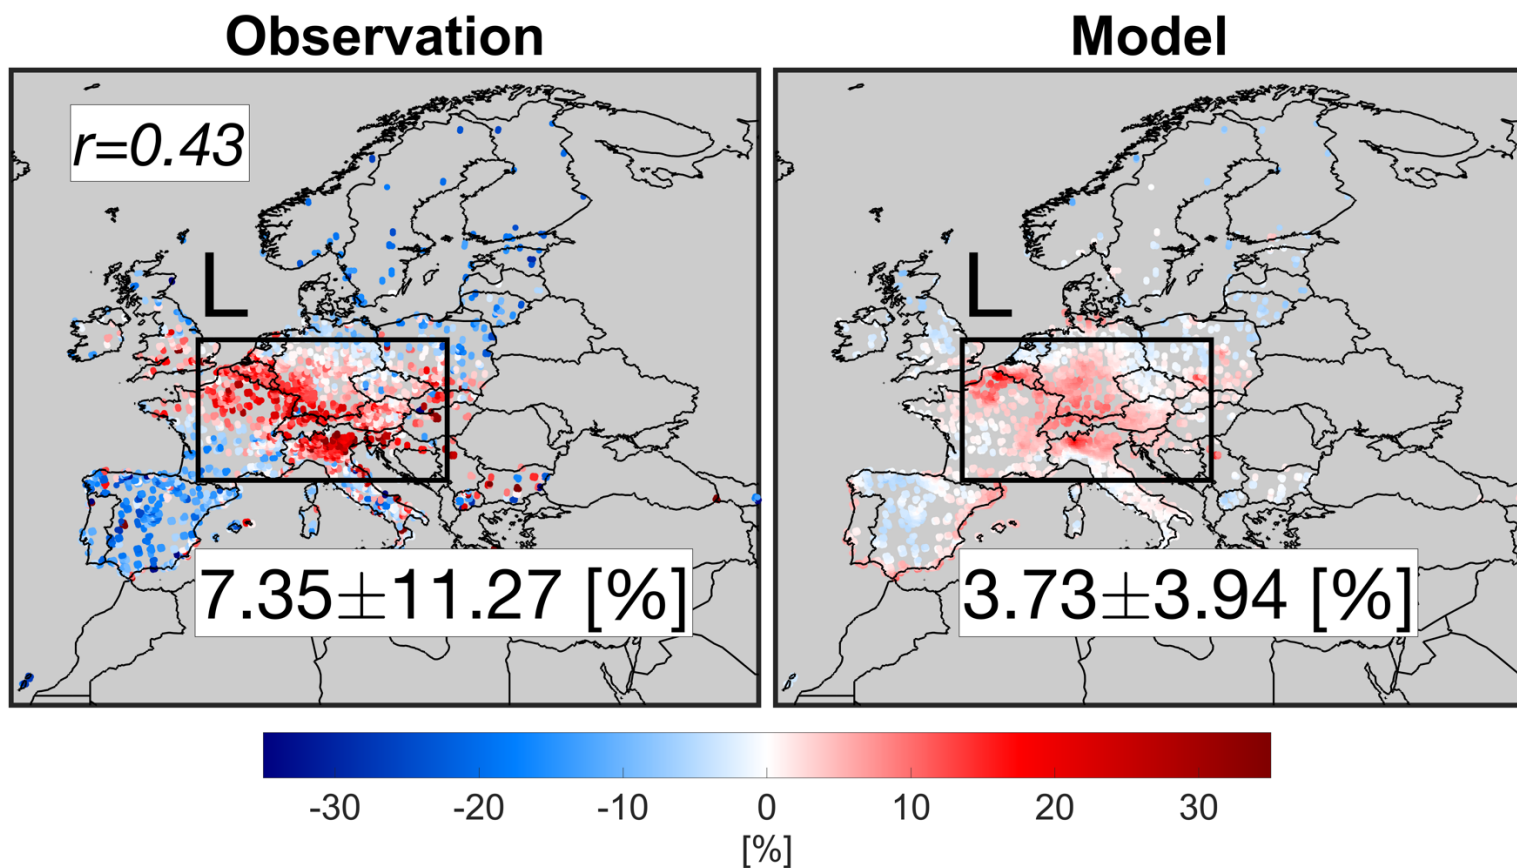 Observation
Model
r=0.43
L
L
7.35±11.27 [%]
3.73±3.94 [%]
-30 -20 -10 0 10 20 30
[%]